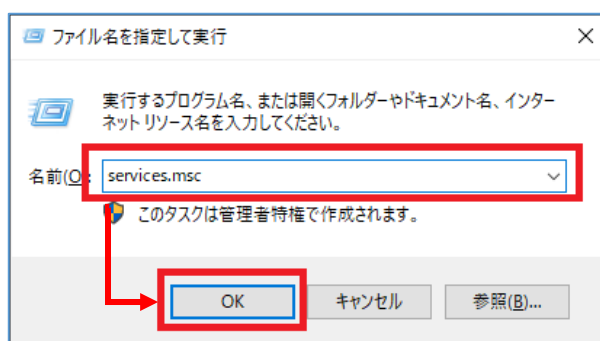 ファイル名を指定して実行
実行するプログラム名、または開くフォルダーやドキュメント名、インター
ネット リソース名を入力してください。
名前(O):
services.msc
このタスクは管理者特権で作成されます。
OK キャンセル 参照(B)...